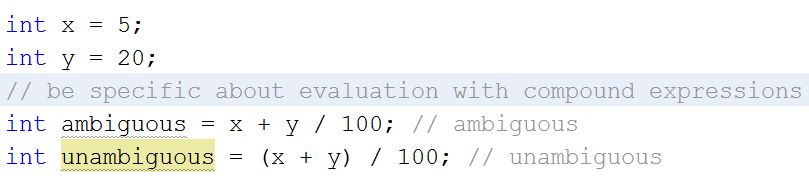 int x = 5;
int y = 20;
// be specific about evaluation with compound expressions
int ambiguous = x + y / 100; // ambiguous
int unambiguous = (x + y) / 100; // unambiguous